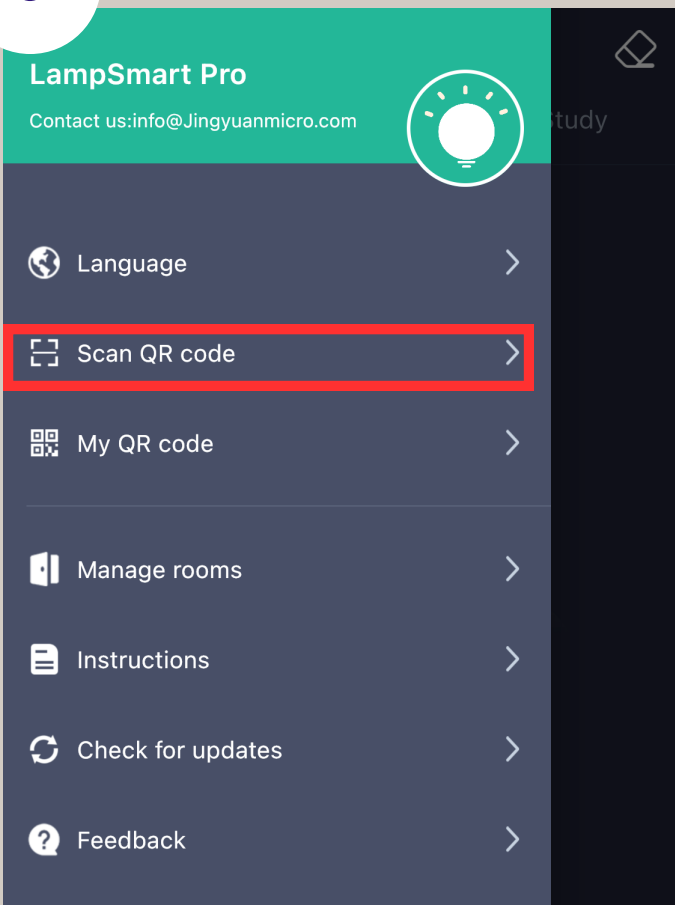 LampSmart Pro
Contact us:info@Jingyuanmicro.com
Language
Scan QR code
My QR code
Manage rooms
Instructions
Check for updates
Feedback